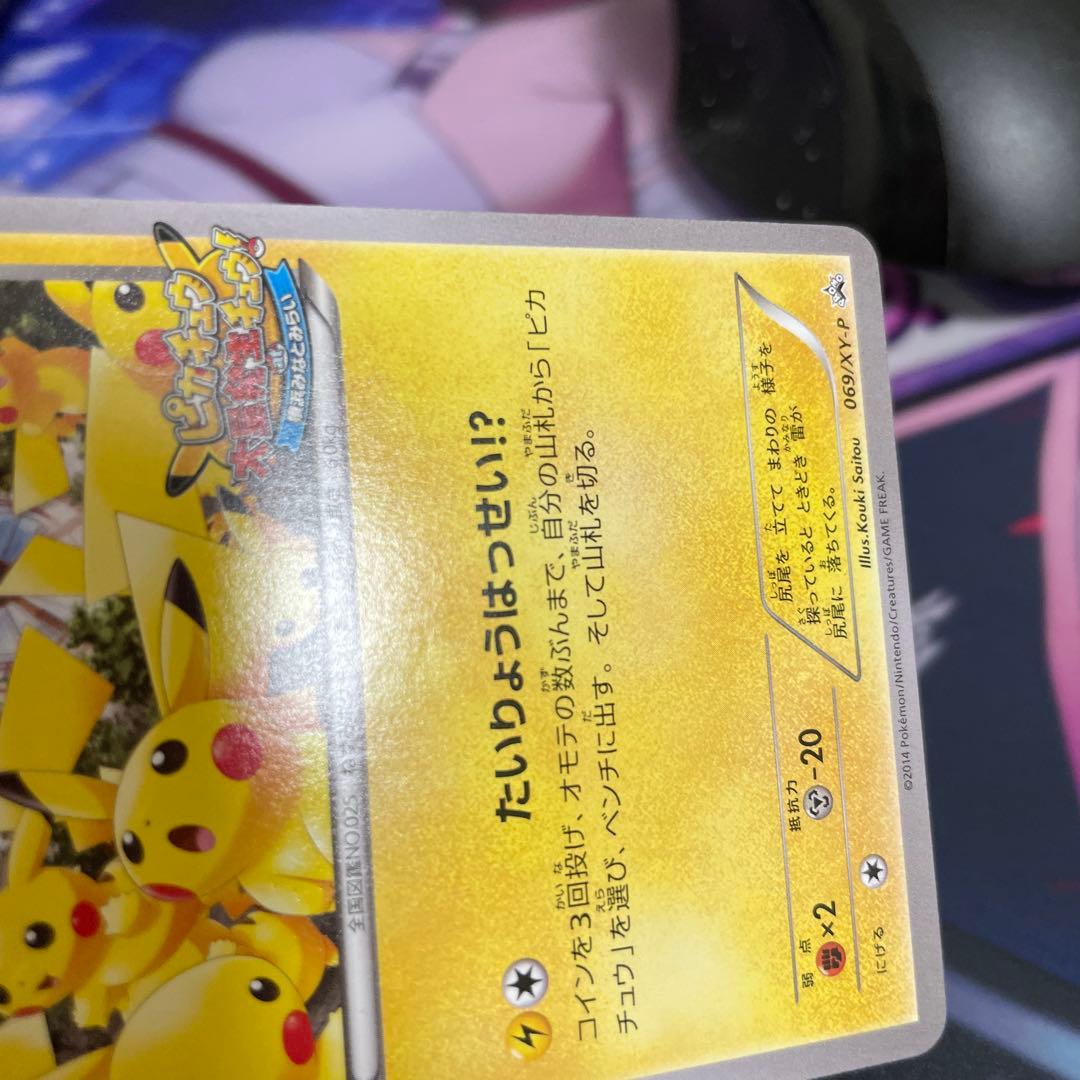 ピカチュウ
大量発生チュウ!
at
横浜みなとみらい
全国図鑑NO025
たいりょうはっせい!?
コインを3回投げ、オモテの数ぶんまで、自分の山札から「ピカ
チュウ」を選び、ベンチに出す。そして山札を切る。
弱点
×2
抵抗力
-20
にげる
尻尾を 立てて まわりの 様子を
探っていると ときどき 雷が
尻尾に 落ちてくる。
Illus.Kouki Saitou
069/XY-P
©2014 Pokémon/Nintendo/Creatures/GAME FREAK.